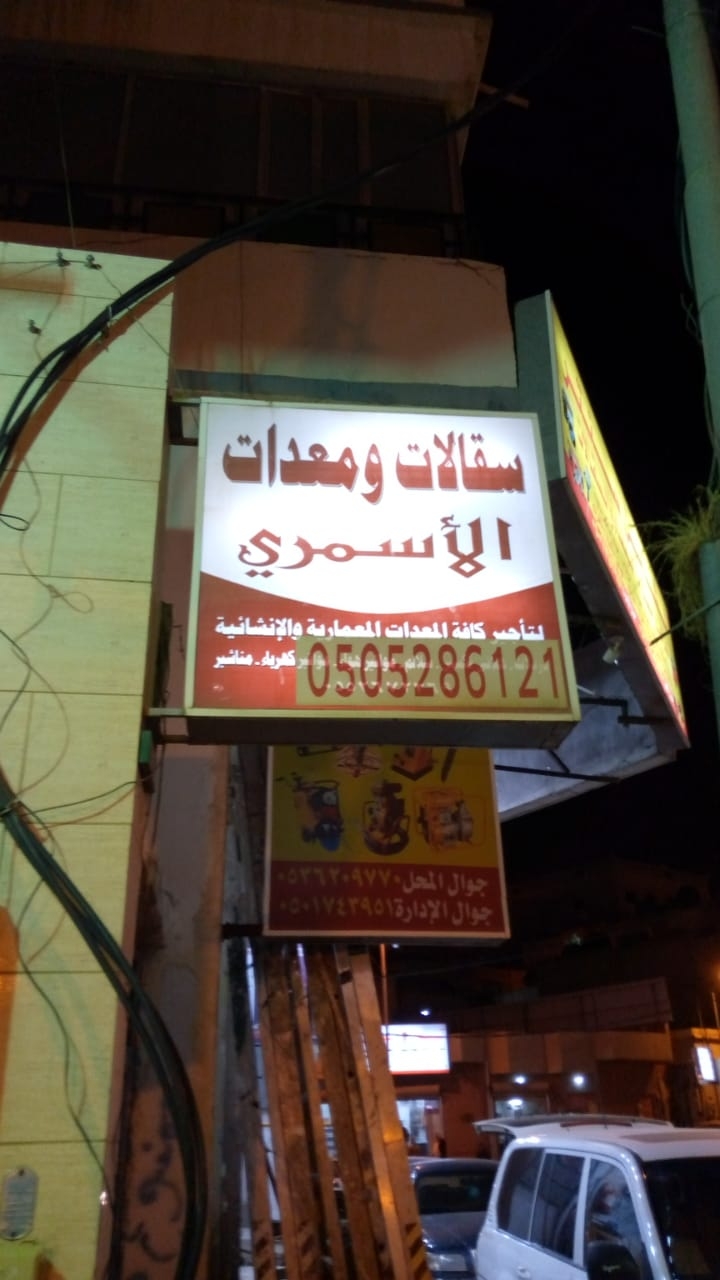 سقالات ومعدات
الأسمري
لتأجير كافة المعدات المعمارية والإنشائية
كهرباء - مناشير
0505286121
جوال المحل ٠٥٣٦٢٠٩٧٧٠
جوال الإدارة ٠٥٠١٧٤٣٩٥١